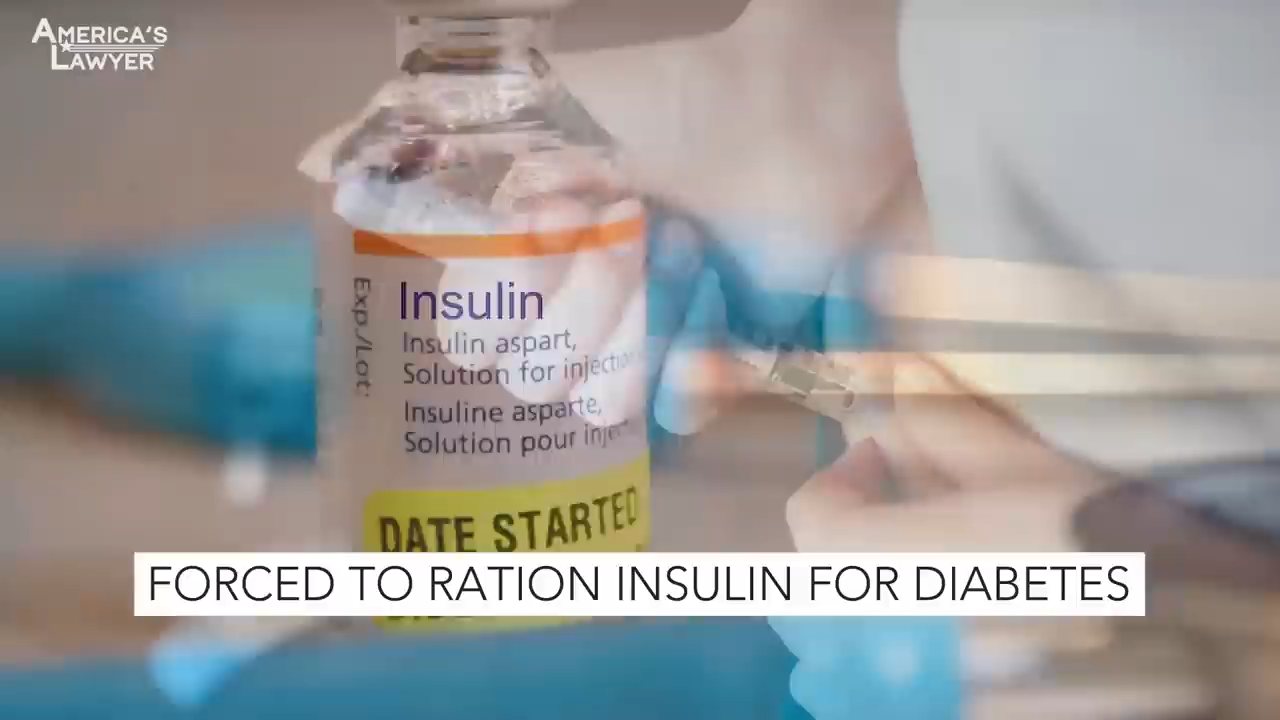 AMERICA'S
LAWYER
Insulin
Insulin aspart,
Solution for injection
Insuline asparte,
Solution pour
Exp./Lot:
DATE STARTED
FORCED TO RATION INSULIN FOR DIABETES